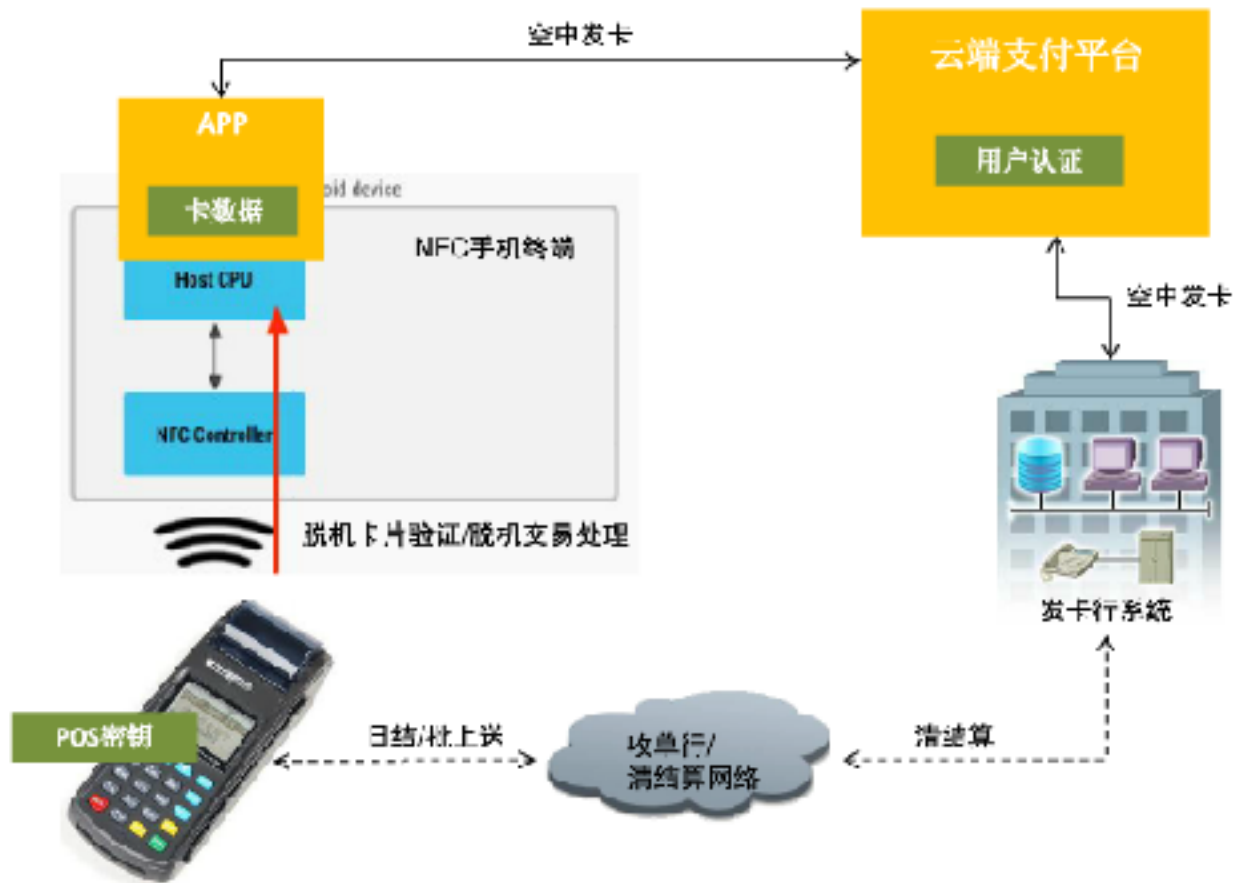 空中发卡
云端支付平台
APP
用户认证
oid device
卡数据
NFC手机终端
Host CPU
空中发卡
NFC Controller
脱机卡片验证/脱机交易处理
发卡行系统
POS密钥
日结/批上送
收单行/
清结算网络
清结算